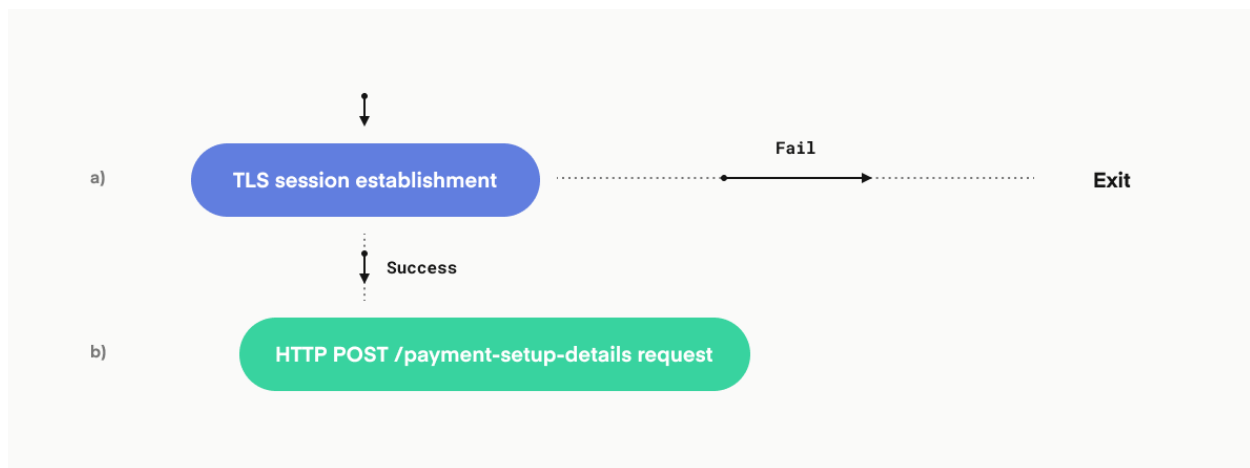 Fail
a)
TLS session establishment
Exit
Success
b)
HTTP POST /payment-setup-details request